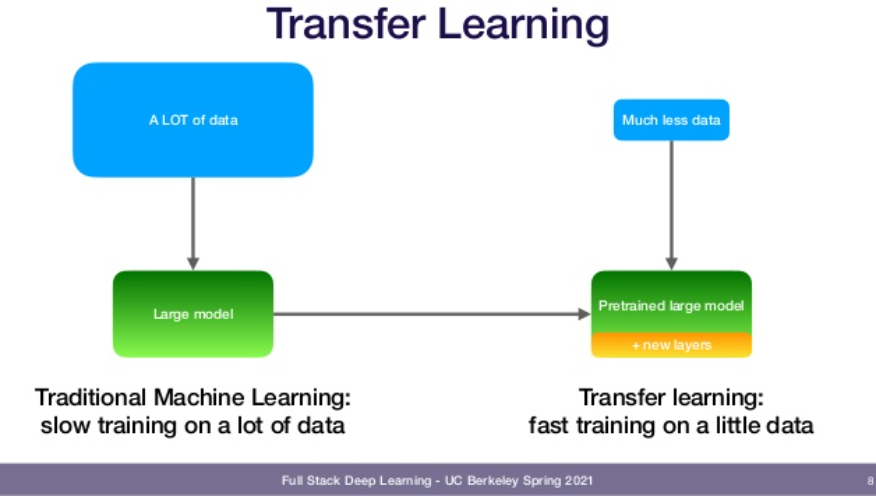 Transfer Learning
A LOT of data
Much less data
Large model
Pretrained large model
+ new layers
Traditional Machine Learning:
slow training on a lot of data
Transfer learning:
fast training on a little data
Full Stack Deep Learning - UC Berkeley Spring 2021
8